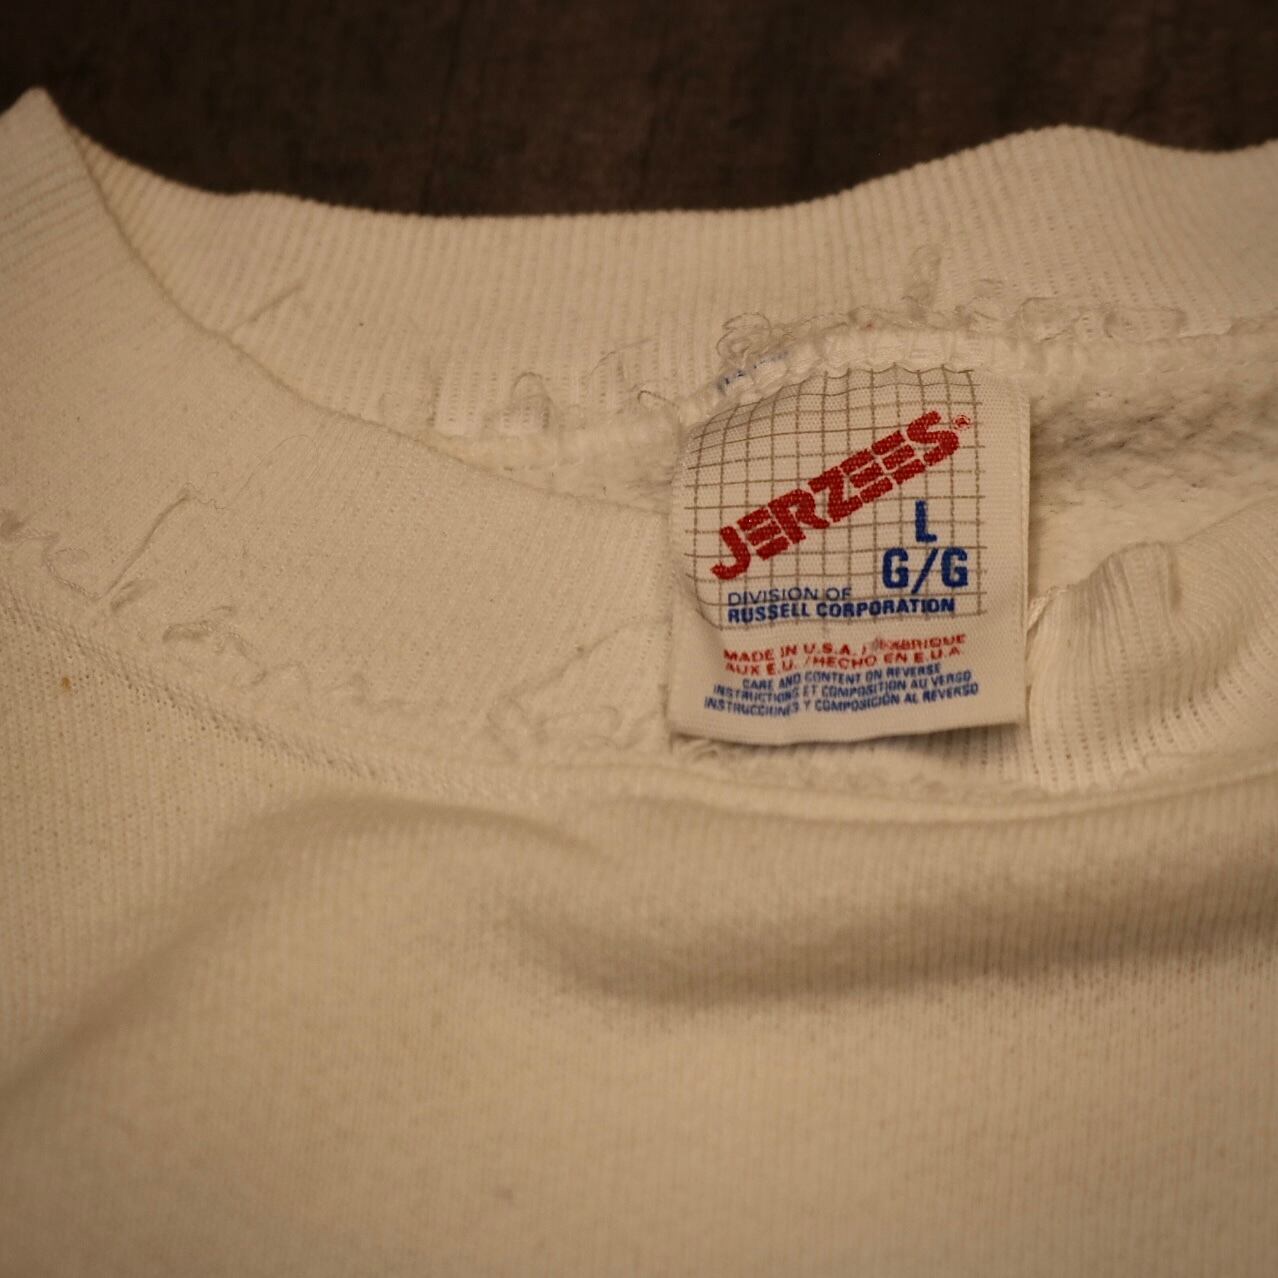 JERZEES®
L
G/G
DIVISION OF
RUSSELL CORPORATION
MADE IN U.S.A. / FABRIQUE
AUX E.U. / HECHO EN E.U.A.
CARE AND CONTENT ON REVERSE
INSTRUCTIONS ET COMPOSITION AU VERSO
INSTRUCCIONES Y COMPOSICIÓN AL REVERSO